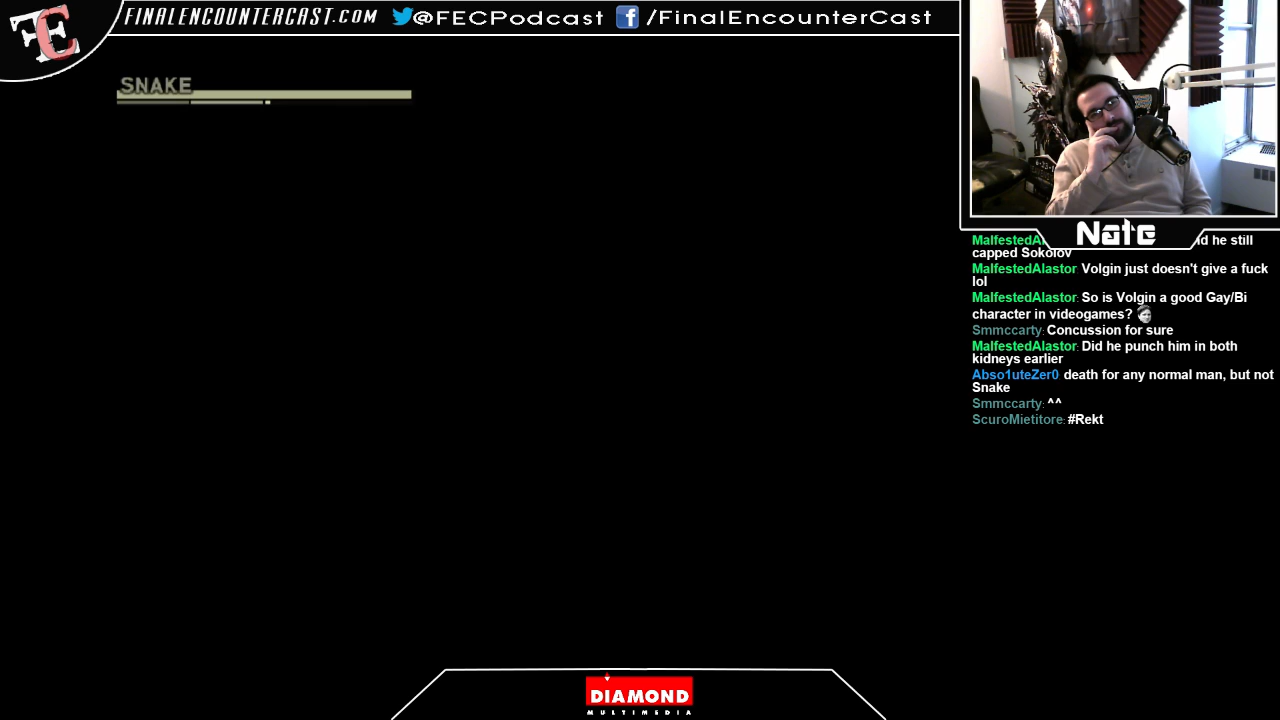 FE
FINALENCOUNTERCAST.COM @FECPodcast /FinalEncounterCast
SNAKE
Nate
MalfestedAl d he still
capped Sokolov
MalfestedAlastor Volgin just doesn't give a fuck
lol
MalfestedAlastor: So is Volgin a good Gay/Bi
character in videogames?
Smmccarty: Concussion for sure
MalfestedAlastor: Did he punch him in both
kidneys earlier
Abso1uteZer0 death for any normal man, but not
Snake
Smmccarty: ^^
ScuroMietitore: #Rekt
DIAMOND
MULTIMEDIA